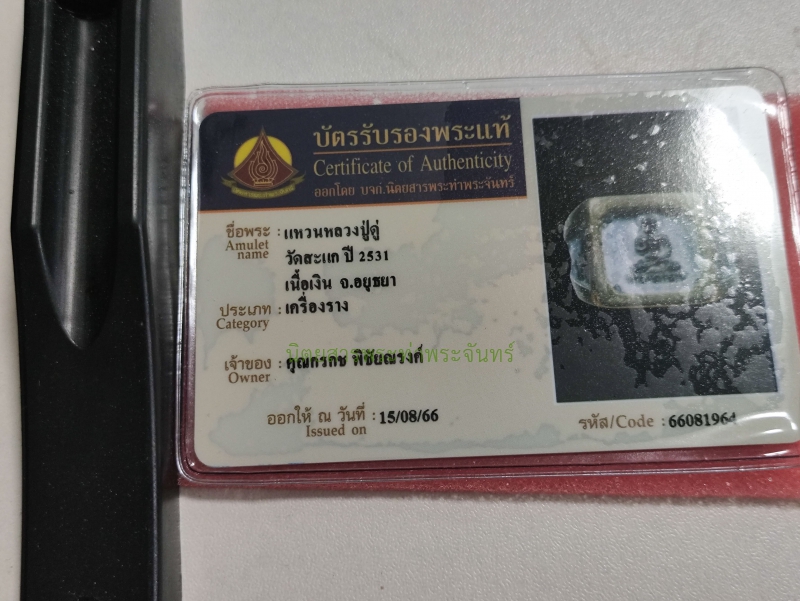 บัตรรับรองพระแท้
Certificate of Authenticity
ออกโดย บจก.นิตยสารพระท่าพระจันทร์
ชื่อพระ : แหวนหลวงปู่ดู่
Amulet name
วัดสะแก ปี 2531
เนื้อเงิน จ.อยุธยา
ประเภท : เครื่องราง
Category
นิตยสารพระท่าพระจันทร์
เจ้าของ : คุณกรกช พิชัยณรงค์
Owner
ออกให้ ณ วันที่ : 15/08/66
Issued on
รหัส/Code : 66081964